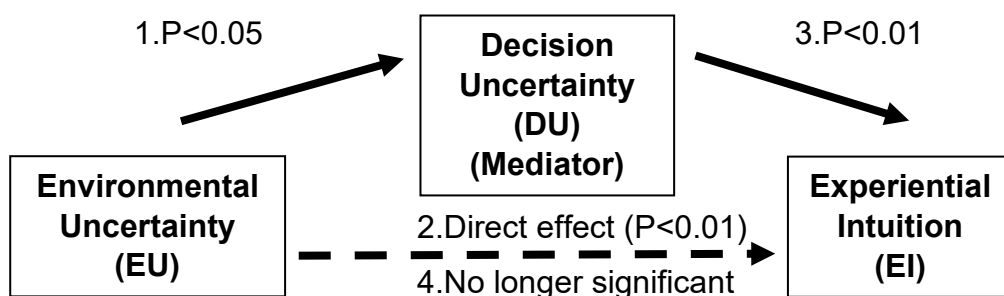 1.P<0.05
Decision
Uncertainty
(DU)
(Mediator)
3.P<0.01
Environmental
Uncertainty
(EU)
2.Direct effect (P<0.01)
4.No longer significant
Experiential
Intuition
(EI)